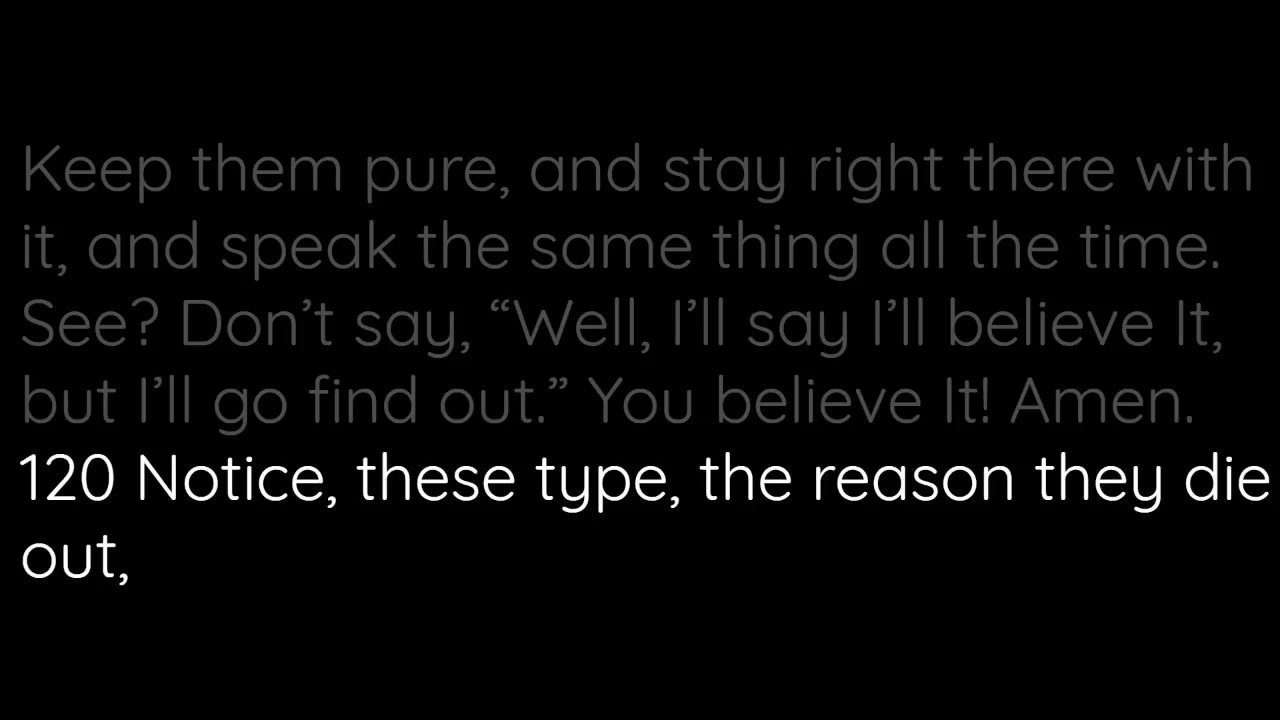 Keep them pure, and stay right there with
it, and speak the same thing all the time.
See? Don’t say, “Well, I’ll say I’ll believe It,
but I’ll go find out.” You believe It! Amen.
120 Notice, these type, the reason they die
out,